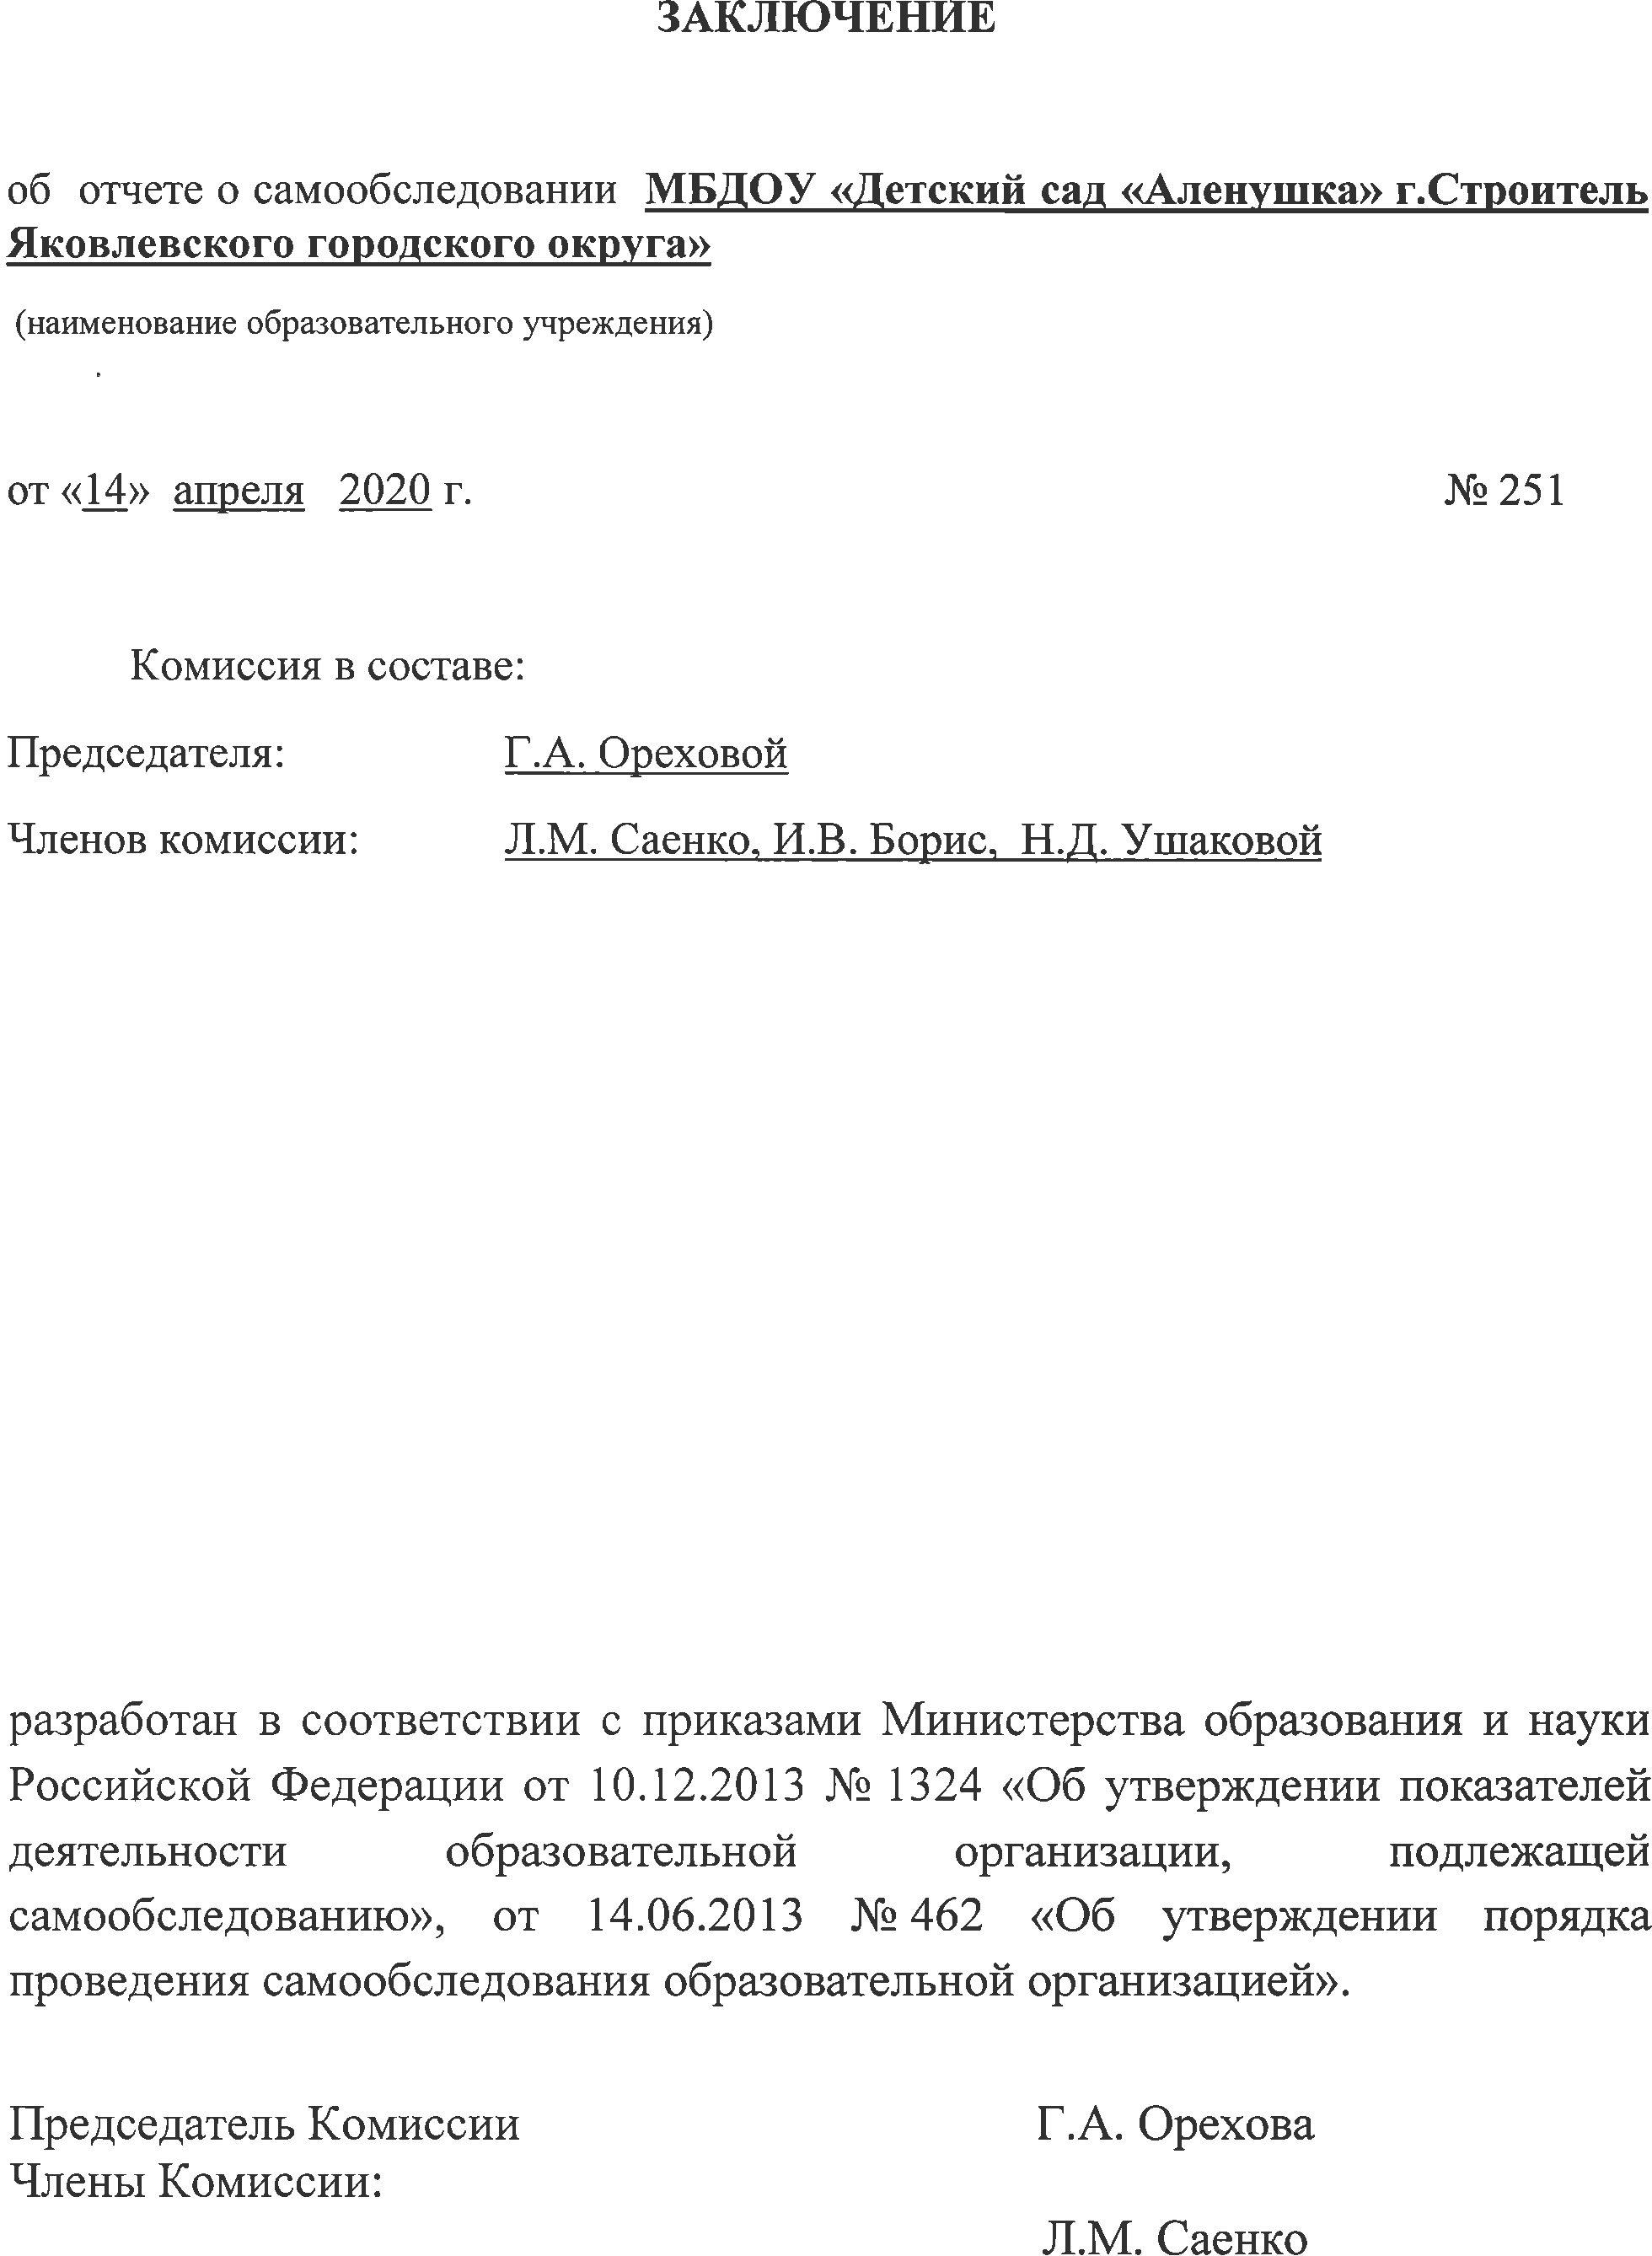 ЗАКЛЮЧЕНИЕ
об отчете о самообследовании МБДОУ «Детский сад «Аленушка» г.Строитель
Яковлевского городского округа»
(наименование образовательного учреждения)
от «14» апреля 2020 г. № 251
Комиссия в составе:
Председателя: Г.А. Ореховой
Членов комиссии: Л.М. Саенко, И.В. Борис, Н.Д. Ушаковой
разработан в соответствии с приказами Министерства образования и науки
Российской Федерации от 10.12.2013 № 1324 «Об утверждении показателей
деятельности образовательной организации, подлежащей
самообследованию», от 14.06.2013 № 462 «Об утверждении порядка
проведения самообследования образовательной организацией».
Председатель Комиссии Г.А. Орехова
Члены Комиссии:
Л.М. Саенко